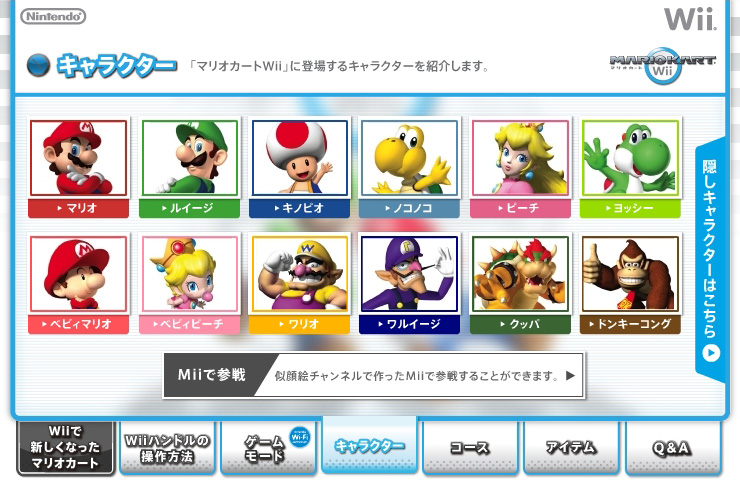 Nintendo
Wii
キャラクター
「マリオカートWii」に登場するキャラクターを紹介します。
MARIOKART
マリオカート
Wii
マリオ
ルイージ
キノピオ
ノコノコ
ピーチ
ヨッシー
ベビィマリオ
ベビィピーチ
ワリオ
ワルイージ
クッパ
ドンキーコング
隠しキャラクターはこちら
Miiで参戦
似顔絵チャンネルで作ったMiiで参戦することができます。
Wiiで
新しくなった
マリオカート
Wiiハンドルの
操作方法
ゲーム
モード
Wi-Fi
キャラクター
コース
アイテム
Q&A